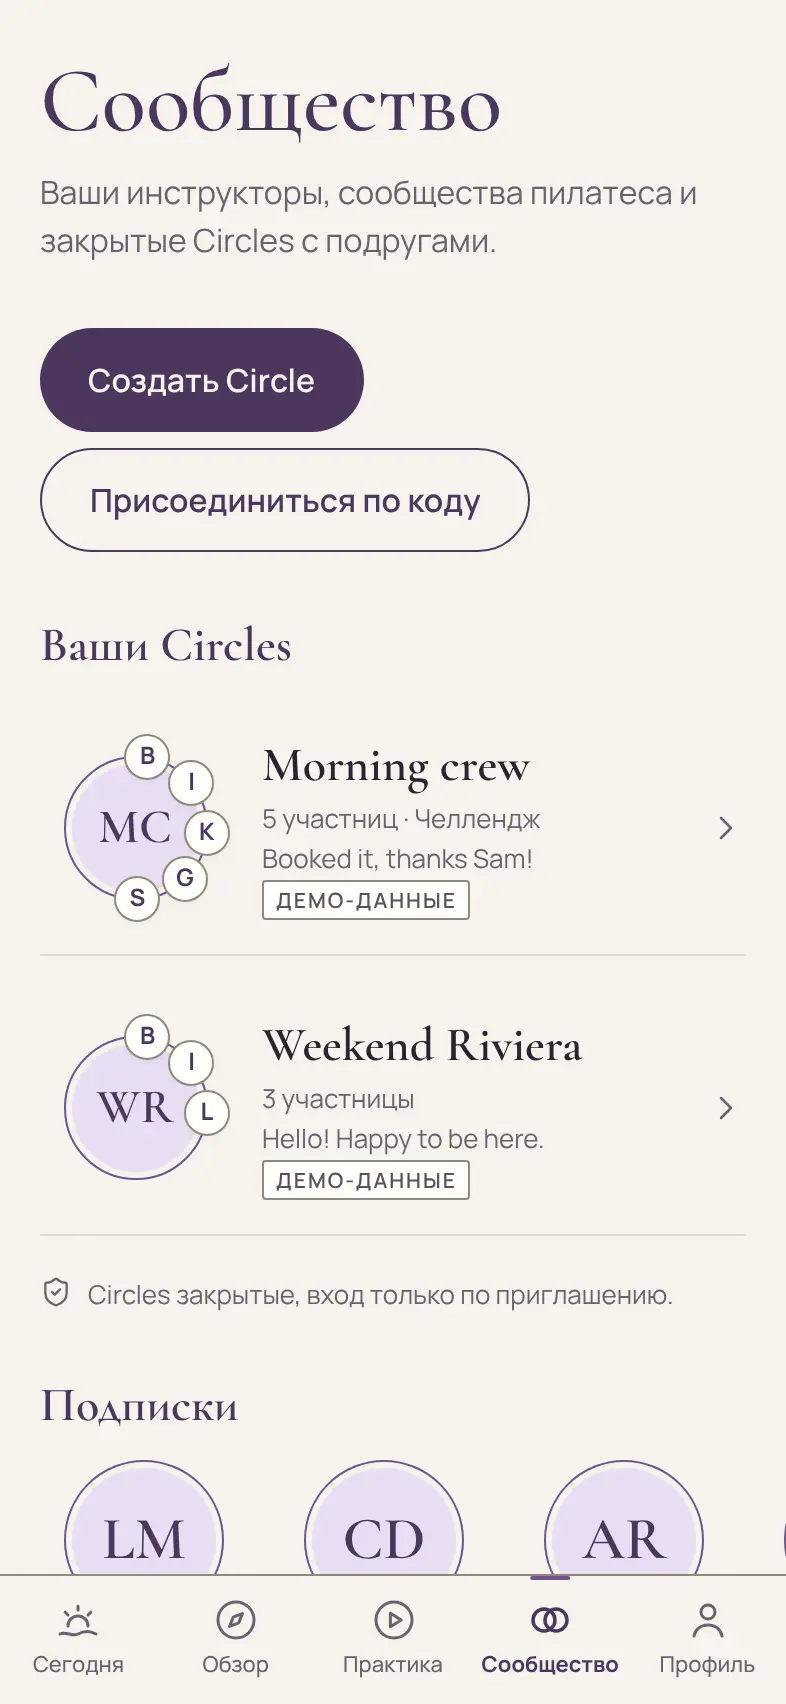 Сообщество
Ваши инструкторы, сообщества пилатеса и
закрытые Circles с подругами.
Создать Circle
Присоединиться по коду
Ваши Circles
B
I
MC
K
G
S
Morning crew
5 участниц · Челлендж
Booked it, thanks Sam!
ДЕМО-ДАННЫЕ
B
I
WR
L
Weekend Riviera
3 участницы
Hello! Happy to be here.
ДЕМО-ДАННЫЕ
Circles закрытые, вход только по приглашению.
Подписки
LM
CD
AR
Сегодня
Обзор
Практика
Сообщество
Профиль